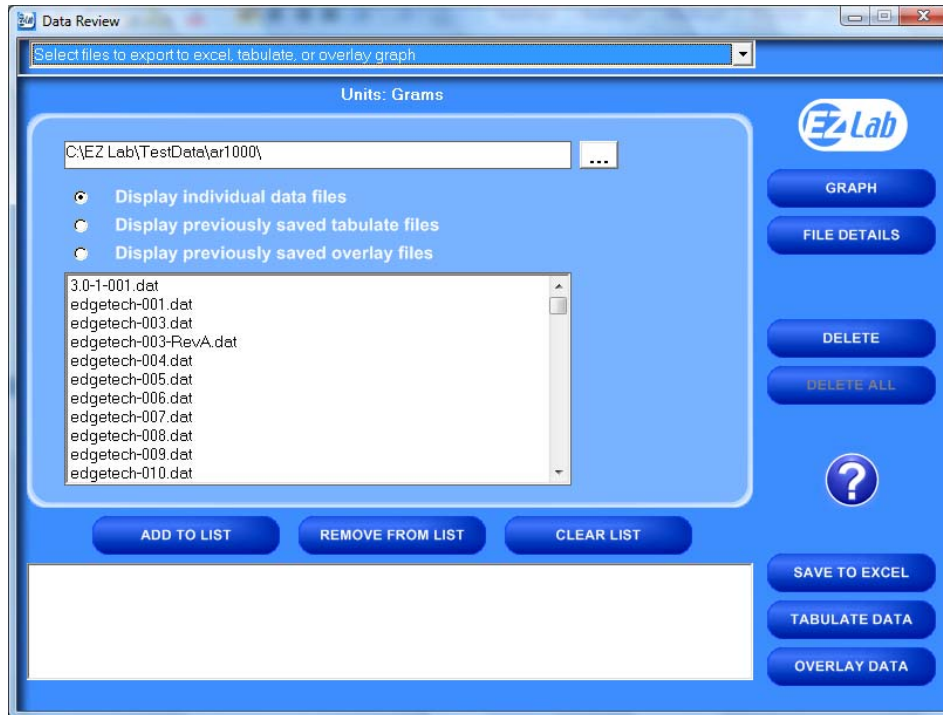 Data Review
Select files to export to excel, tabulate, or overlay graph
Units: Grams
EZ Lab
C:\EZ Lab\TestData\ar1000\
...
Display individual data files
Display previously saved tabulate files
Display previously saved overlay files
3.0-1-001.dat
edgetech-001.dat
edgetech-003.dat
edgetech-003-RevA.dat
edgetech-004.dat
edgetech-005.dat
edgetech-006.dat
edgetech-007.dat
edgetech-008.dat
edgetech-009.dat
edgetech-010.dat
GRAPH
FILE DETAILS
DELETE
DELETE ALL
?
ADD TO LIST
REMOVE FROM LIST
CLEAR LIST
SAVE TO EXCEL
TABULATE DATA
OVERLAY DATA